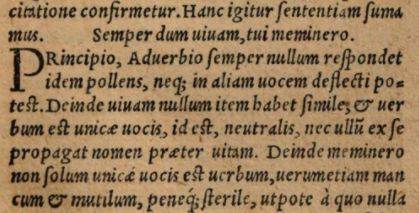 citatione confirmetur. Hanc igitur ſententiam ſuma
mus. Semper dum uiuam, tui meminero.
PRincipio, Aduerbio ſemper nullum reſpondet
idem pollens, neq; in aliam uocem deflecti po=
test. Deinde uiuam nullum item habet ſimile, & uer
bum est unicæ uocis, id est, neutralis, nec ullũ ex ſe
propagat nomen præter uitam. Deinde meminero
non ſolum unicæ uocis est uerbum, uerumetiam man
cum & mutilum, peneq; ſterile, utpote à quo nulla